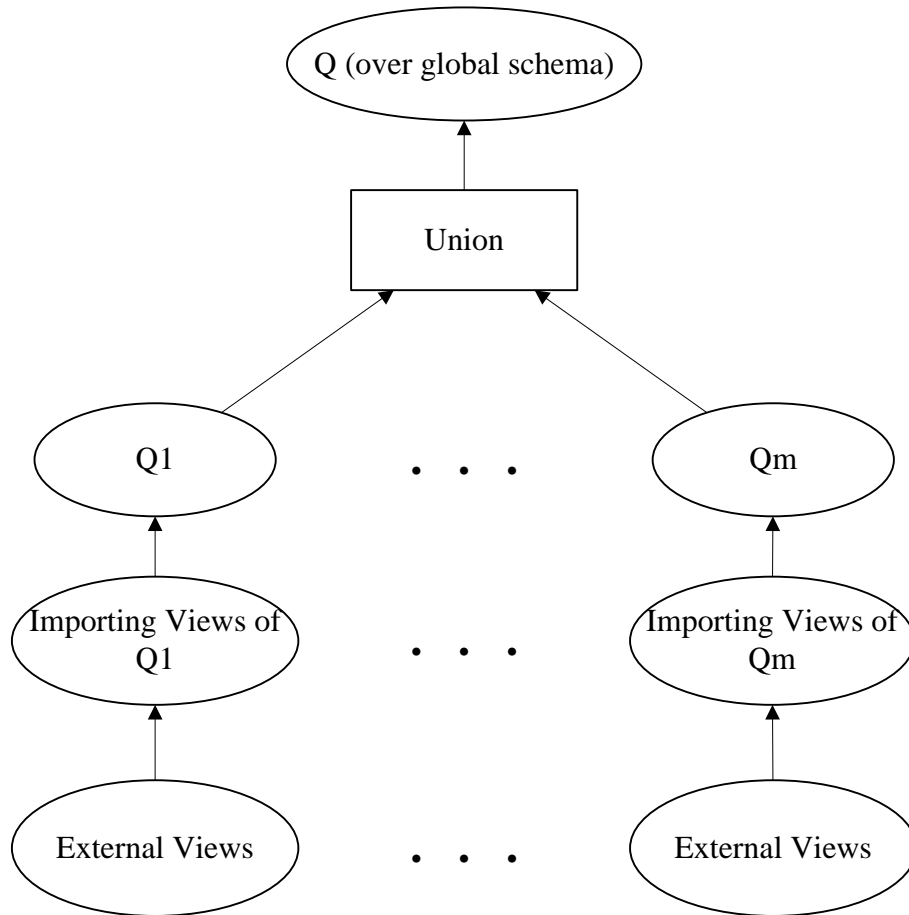 Q (over global schema)
Union
Q1
. . .
Qm
Importing Views of
Q1
. . .
Importing Views of
Qm
External Views
. . .
External Views